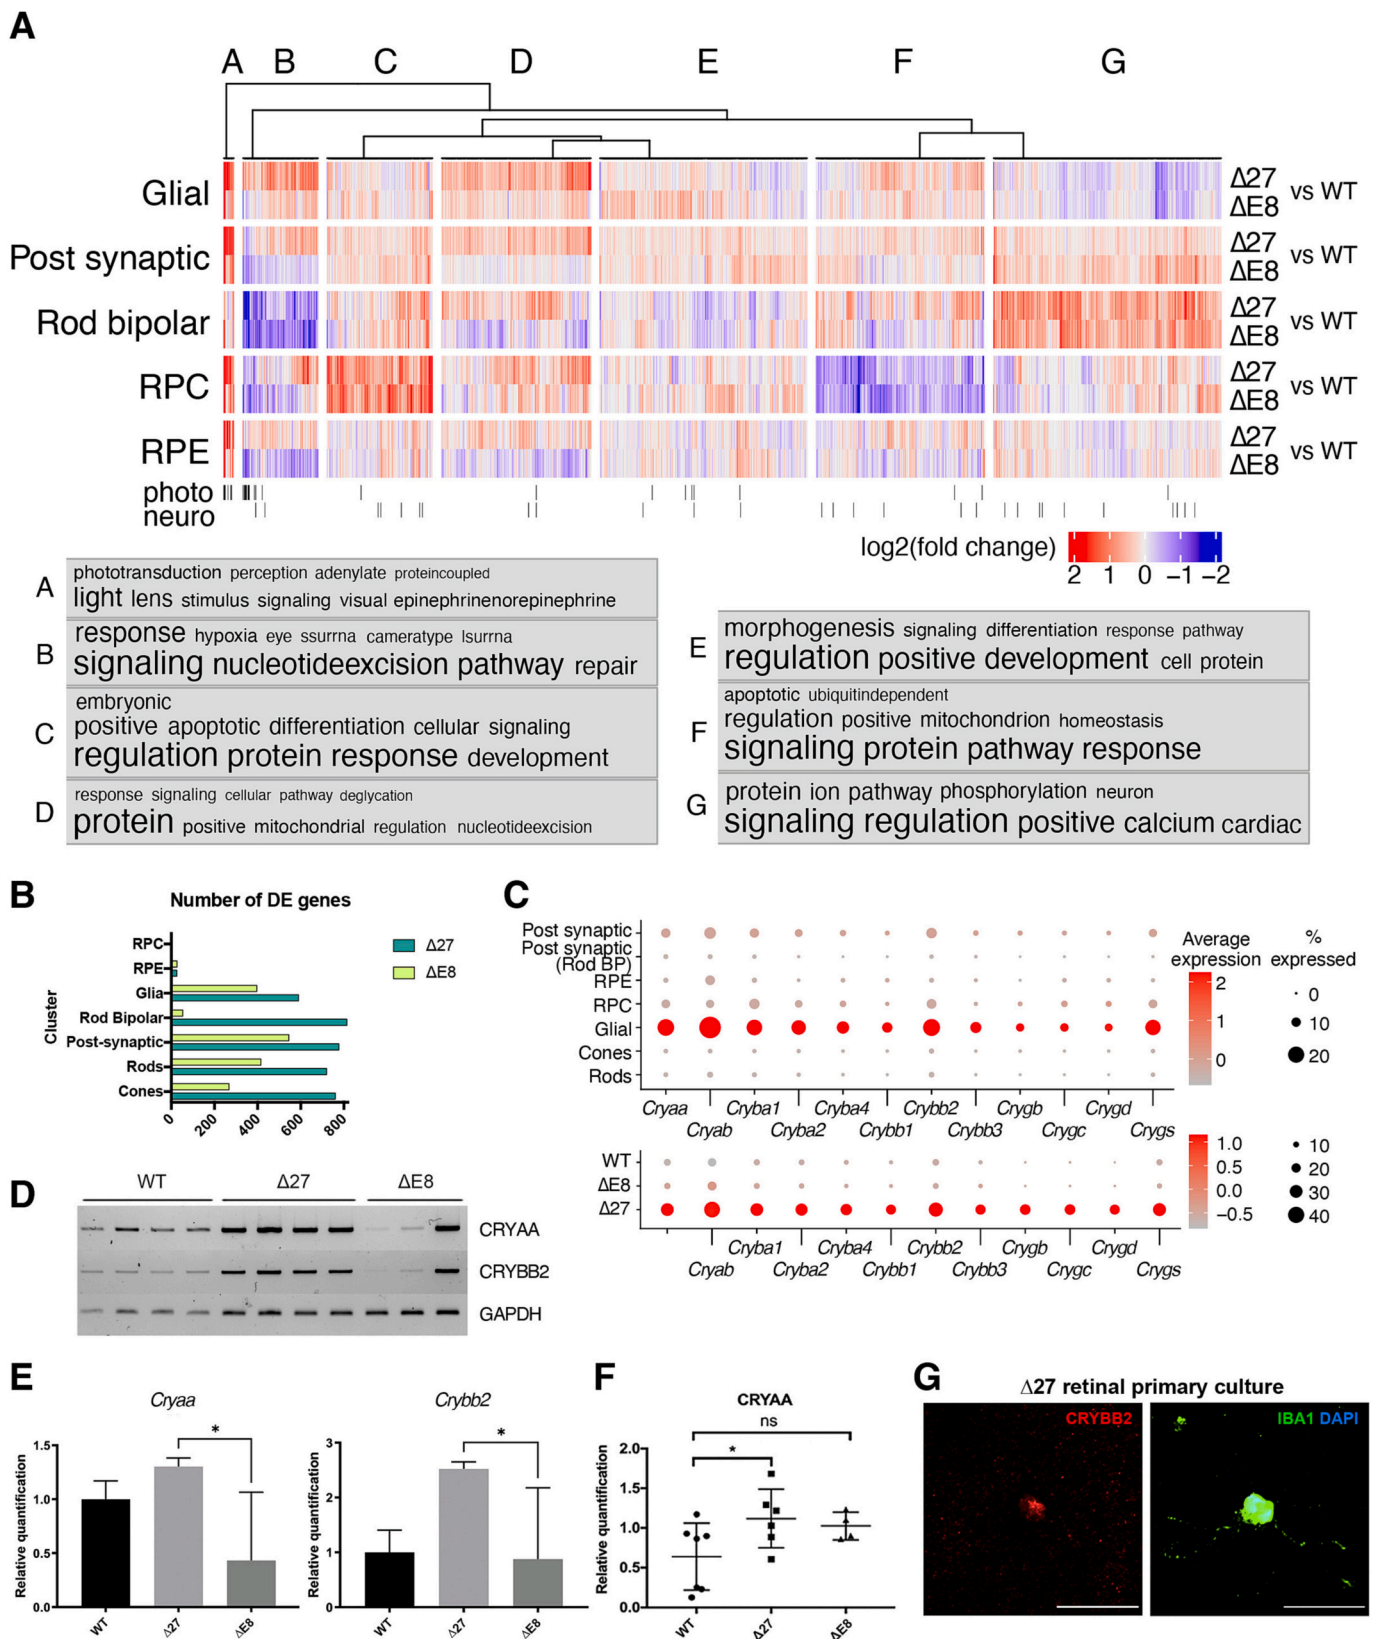 A
A B C D E F G
Glial
Δ27
ΔE8
vs WT
Post synaptic
Δ27
ΔE8
vs WT
Rod bipolar
Δ27
ΔE8
vs WT
RPC
Δ27
ΔE8
vs WT
RPE
Δ27
ΔE8
vs WT
photo
neuro
log2(fold change)
2 1 0 −1 −2
A
phototransduction perception adenylate proteincoupled
light lens stimulus signaling visual epinephrinenorepinephrine
B
response hypoxia eye ssurrna cameratype lsurrna
signaling nucleotideexcision pathway repair
C
embryonic
positive apoptotic differentiation cellular signaling
regulation protein response development
D
response signaling cellular pathway deglycation
protein positive mitochondrial regulation nucleotideexcision
E
morphogenesis signaling differentiation response pathway
regulation positive development cell protein
F
apoptotic ubiquitindependent
regulation positive mitochondrion homeostasis
signaling protein pathway response
G
protein ion pathway phosphorylation neuron
signaling regulation positive calcium cardiac
B
Number of DE genes
Cluster
RPC
RPE
Glia
Rod Bipolar
Post-synaptic
Rods
Cones
0 200 400 600 800
Δ27
ΔE8
C
Post synaptic
Post synaptic
(Rod BP)
RPE
RPC
Glial
Cones
Rods
Cryaa Cryba1 Cryba4 Crybb2 Crygb Crygd
Cryab Cryba2 Crybb1 Crybb3 Crygc Crygs
Average
expression
2
1
0
%
expressed
0
10
20
WT
ΔE8
Δ27
Cryba1 Cryba4 Crybb2 Crygb Crygd
Cryab Cryba2 Crybb1 Crybb3 Crygc Crygs
1.0
0.5
0.0
−0.5
10
20
30
40
D
WT Δ27 ΔE8
CRYAA
CRYBB2
GAPDH
E
Cryaa
Relative quantification
1.5
1.0
0.5
0.0
*
WT Δ27 ΔE8
Crybb2
Relative quantification
3
2
1
0
*
WT Δ27 ΔE8
F
CRYAA
ns
*
Relative quantification
2.0
1.5
1.0
0.5
0.0
WT Δ27 ΔE8
G
Δ27 retinal primary culture
CRYBB2
IBA1 DAPI